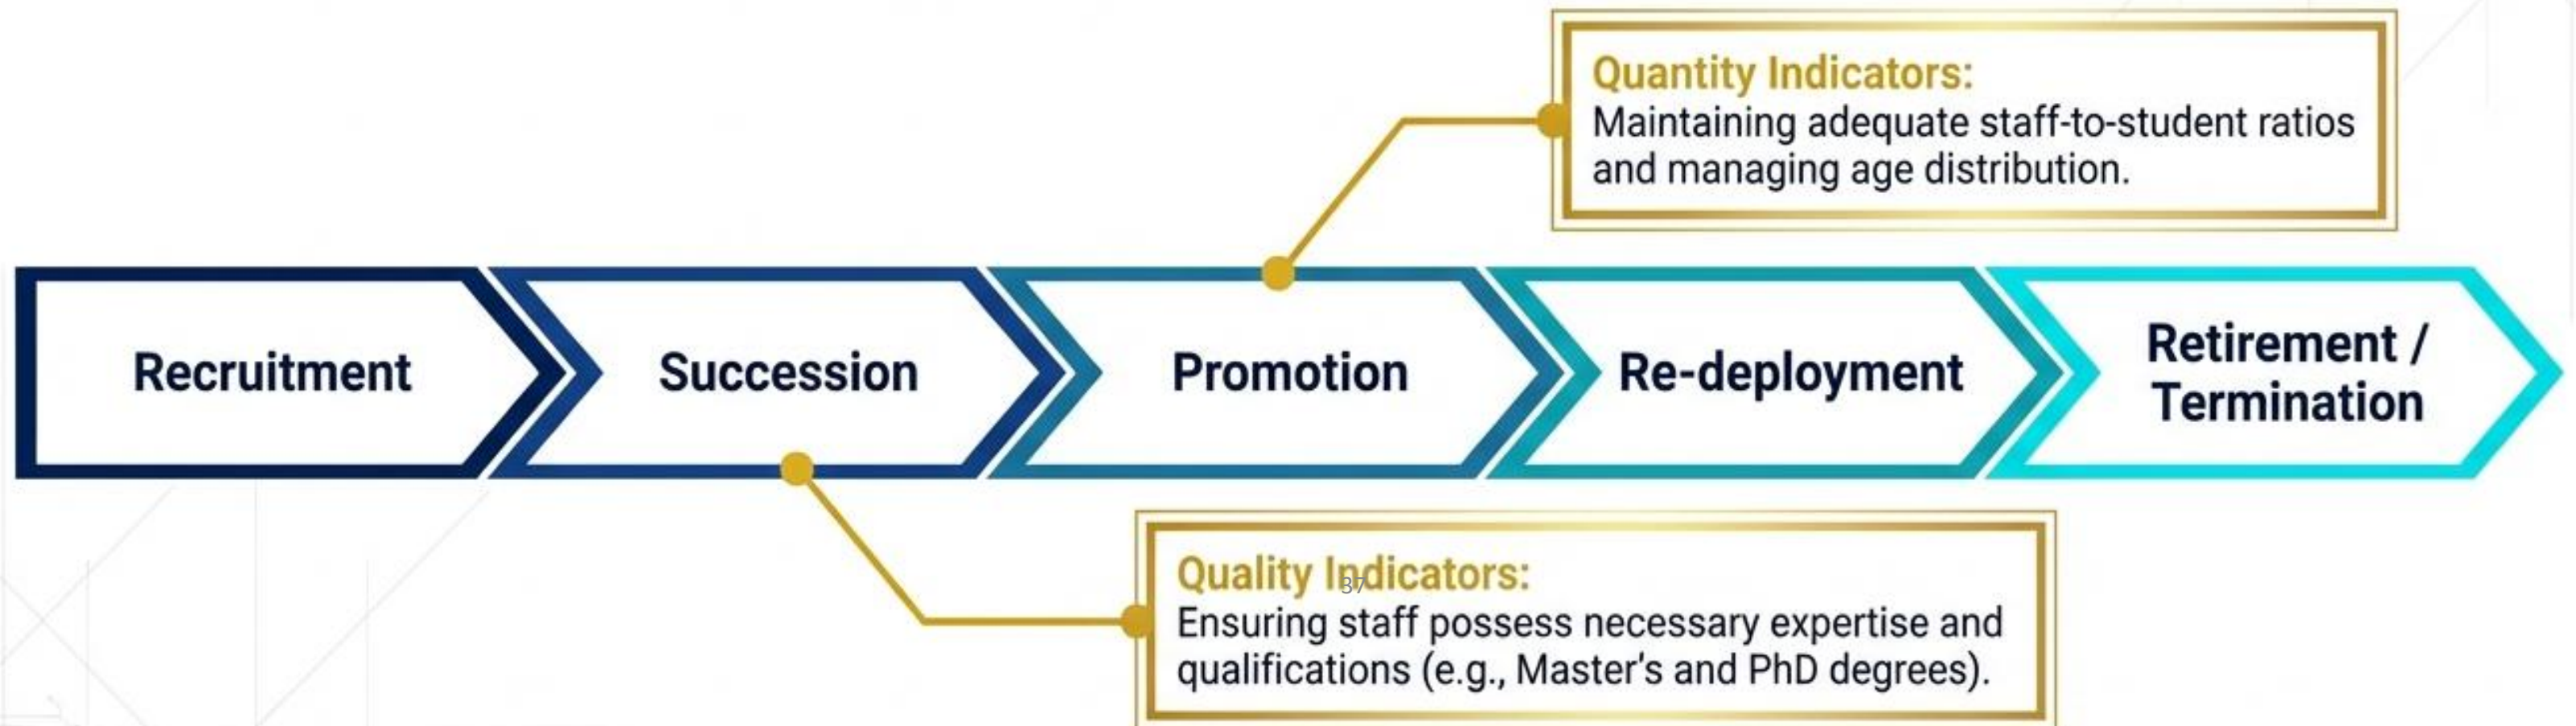 Quantity Indicators:
Maintaining adequate staff-to-student ratios
and managing age distribution.
Recruitment
Succession
Promotion
Re-deployment
Retirement /
Termination
Quality Indicators:
37
Ensuring staff possess necessary expertise and
qualifications (e.g., Master's and PhD degrees).